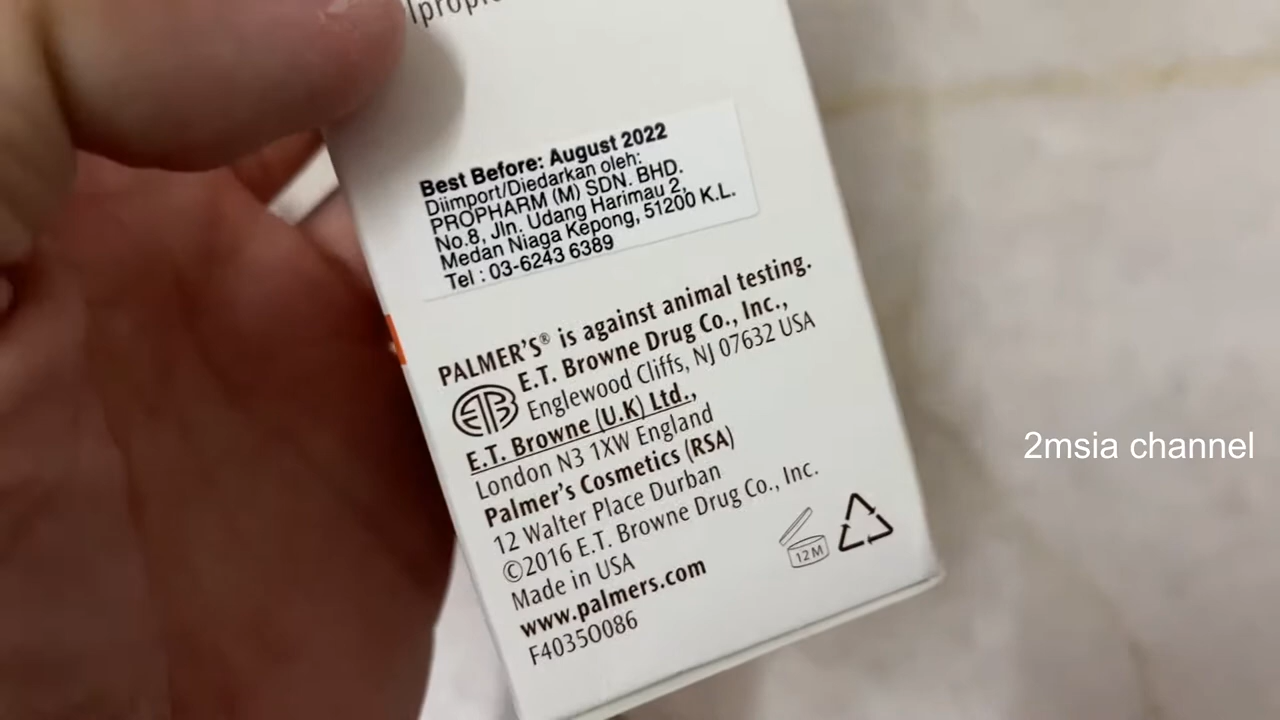 Best Before: August 2022
Diimport/Diedarkan oleh:
PROPHARM (M) SDN. BHD.
No.8, Jln. Udang Harimau 2,
Medan Niaga Kepong, 51200 K.L.
Tel : 03-6243 6389
PALMER'S® is against animal testing.
ETB
E.T. Browne Drug Co., Inc.,
Englewood Cliffs, NJ 07632 USA
E.T. Browne (U.K) Ltd.,
London N3 1XW England
Palmer's Cosmetics (RSA)
12 Walter Place Durban
©2016 E.T. Browne Drug Co., Inc.
Made in USA
www.palmers.com
F4035O086
12M
2msia channel